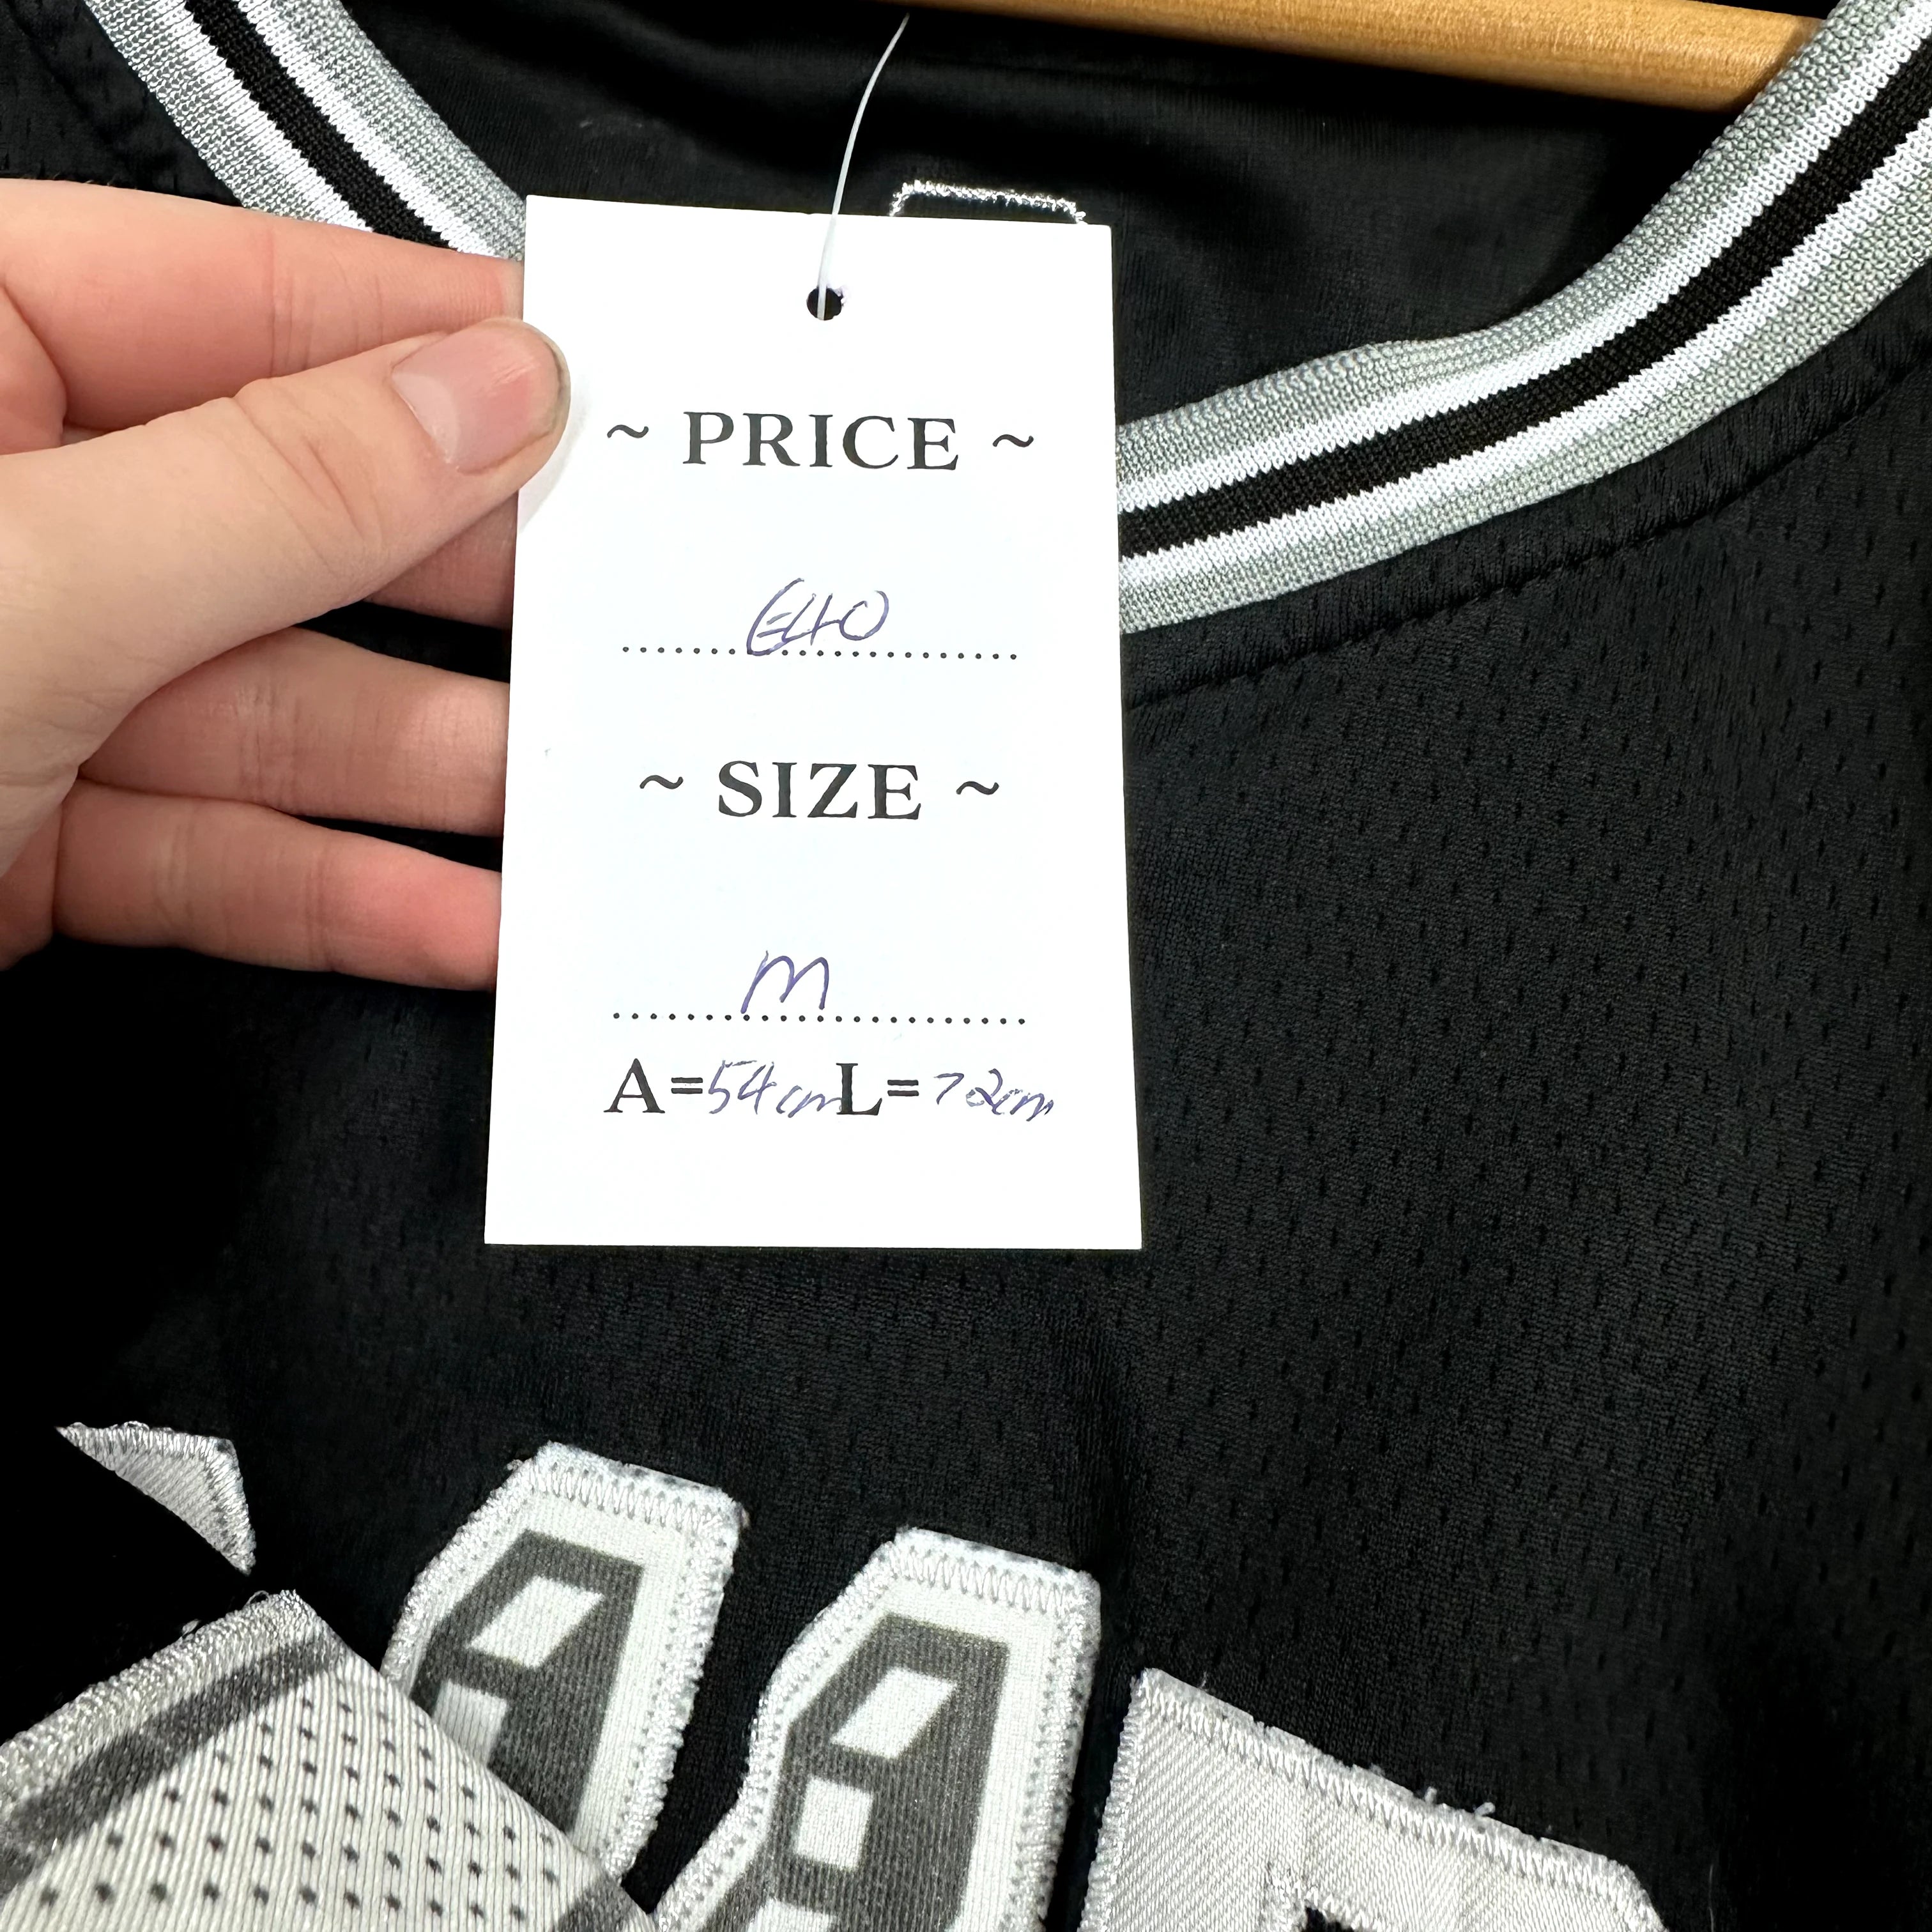 ~ PRICE ~
€40
~ SIZE ~
M
A=54cm L=72cm